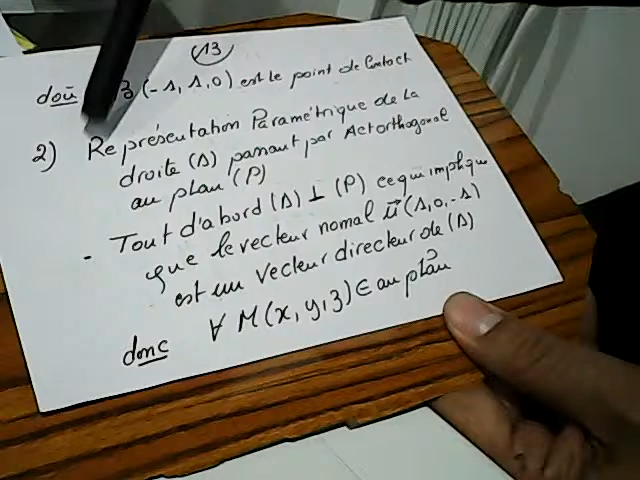 13
doù (-1, 1, 0) est le point de Contact
2) Représentation Paramétrique de la
droite (Δ) passant par A et orthogonal
au plan (P)
- Tout d'abord (Δ) ⊥ (P) ce qui implique
que le vecteur nomal u⃗ (1, 0, -1)
est un vecteur directeur de (Δ)
donc ∀ M(x, y, z) ∈ au plan